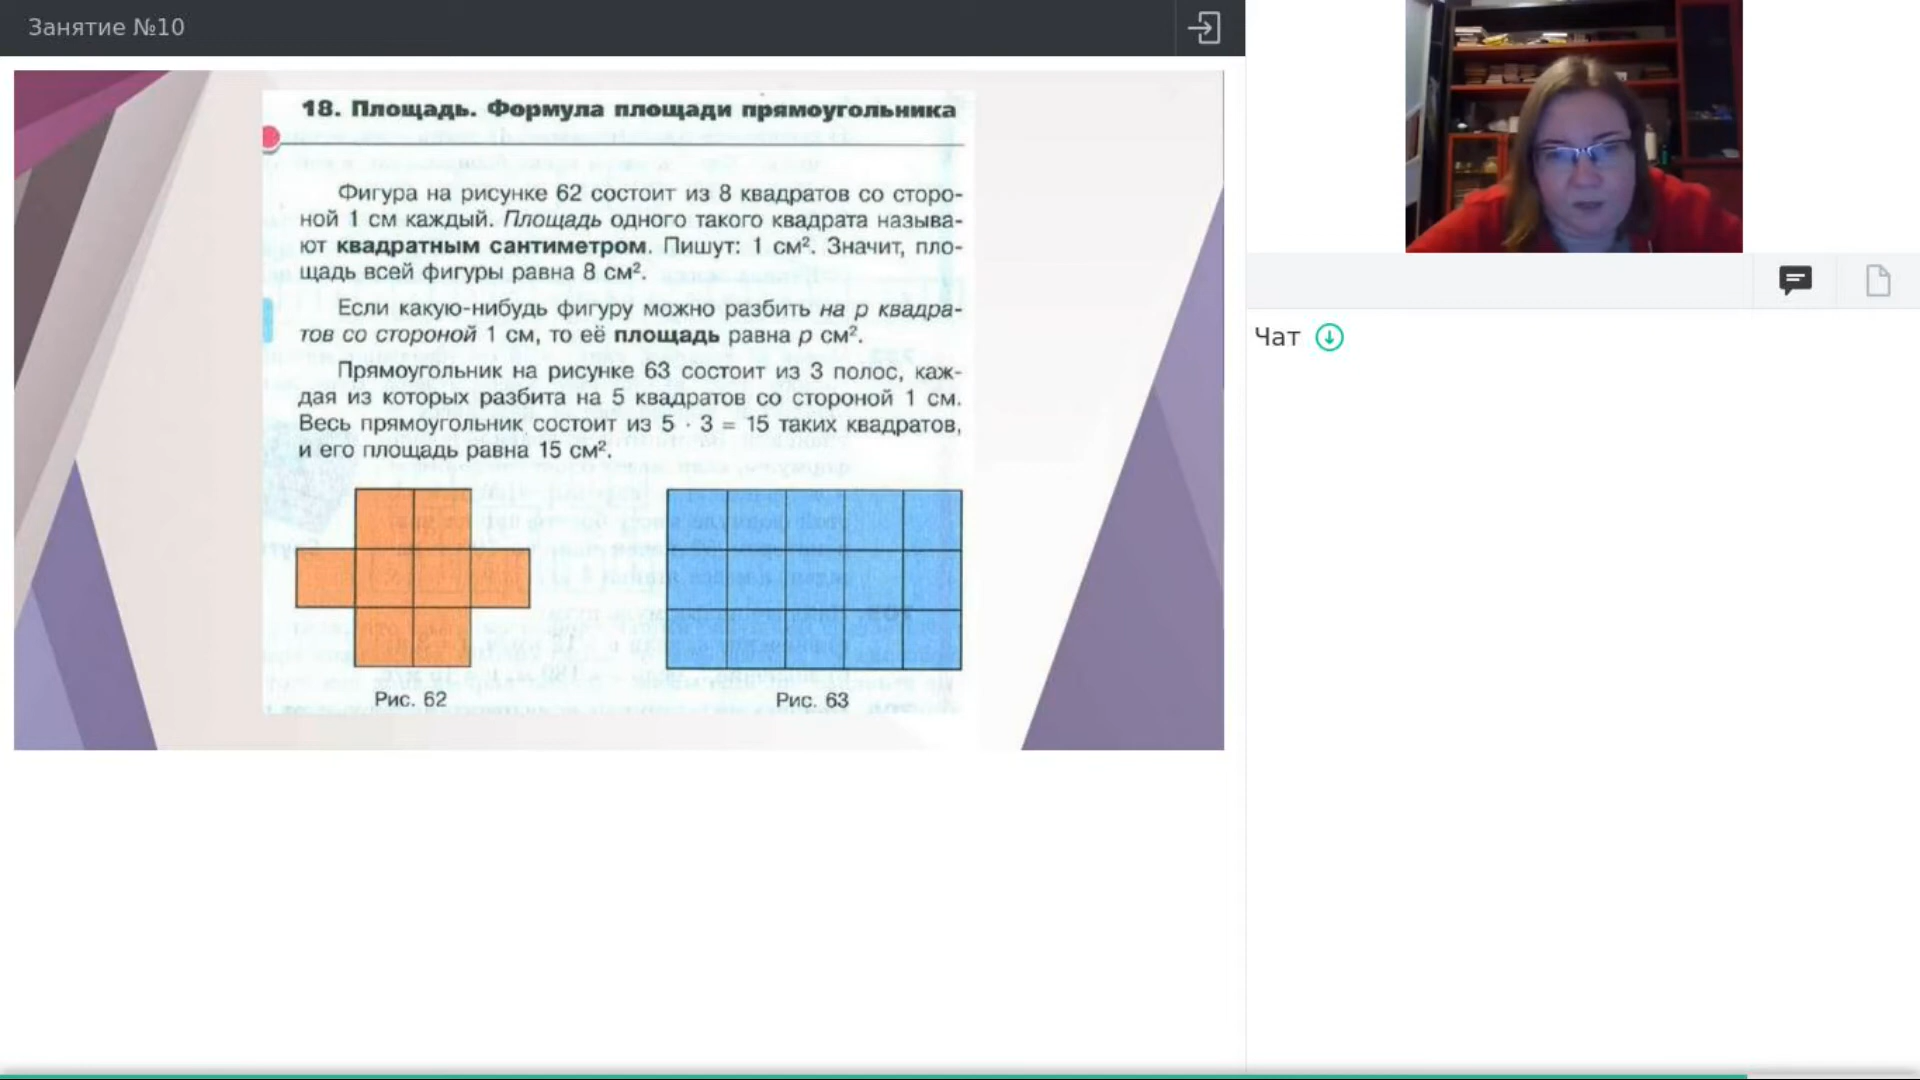 Занятие №10
18. Площадь. Формула площади прямоугольника
Фигура на рисунке 62 состоит из 8 квадратов со сторо-
ной 1 см каждый. Площадь одного такого квадрата называ-
ют квадратным сантиметром. Пишут: 1 см². Значит, пло-
щадь всей фигуры равна 8 см².
Если какую-нибудь фигуру можно разбить на p квадра-
тов со стороной 1 см, то её площадь равна p см².
Прямоугольник на рисунке 63 состоит из 3 полос, каж-
дая из которых разбита на 5 квадратов со стороной 1 см.
Весь прямоугольник состоит из 5 · 3 = 15 таких квадратов,
и его площадь равна 15 см².
Рис. 62
Рис. 63
Чат